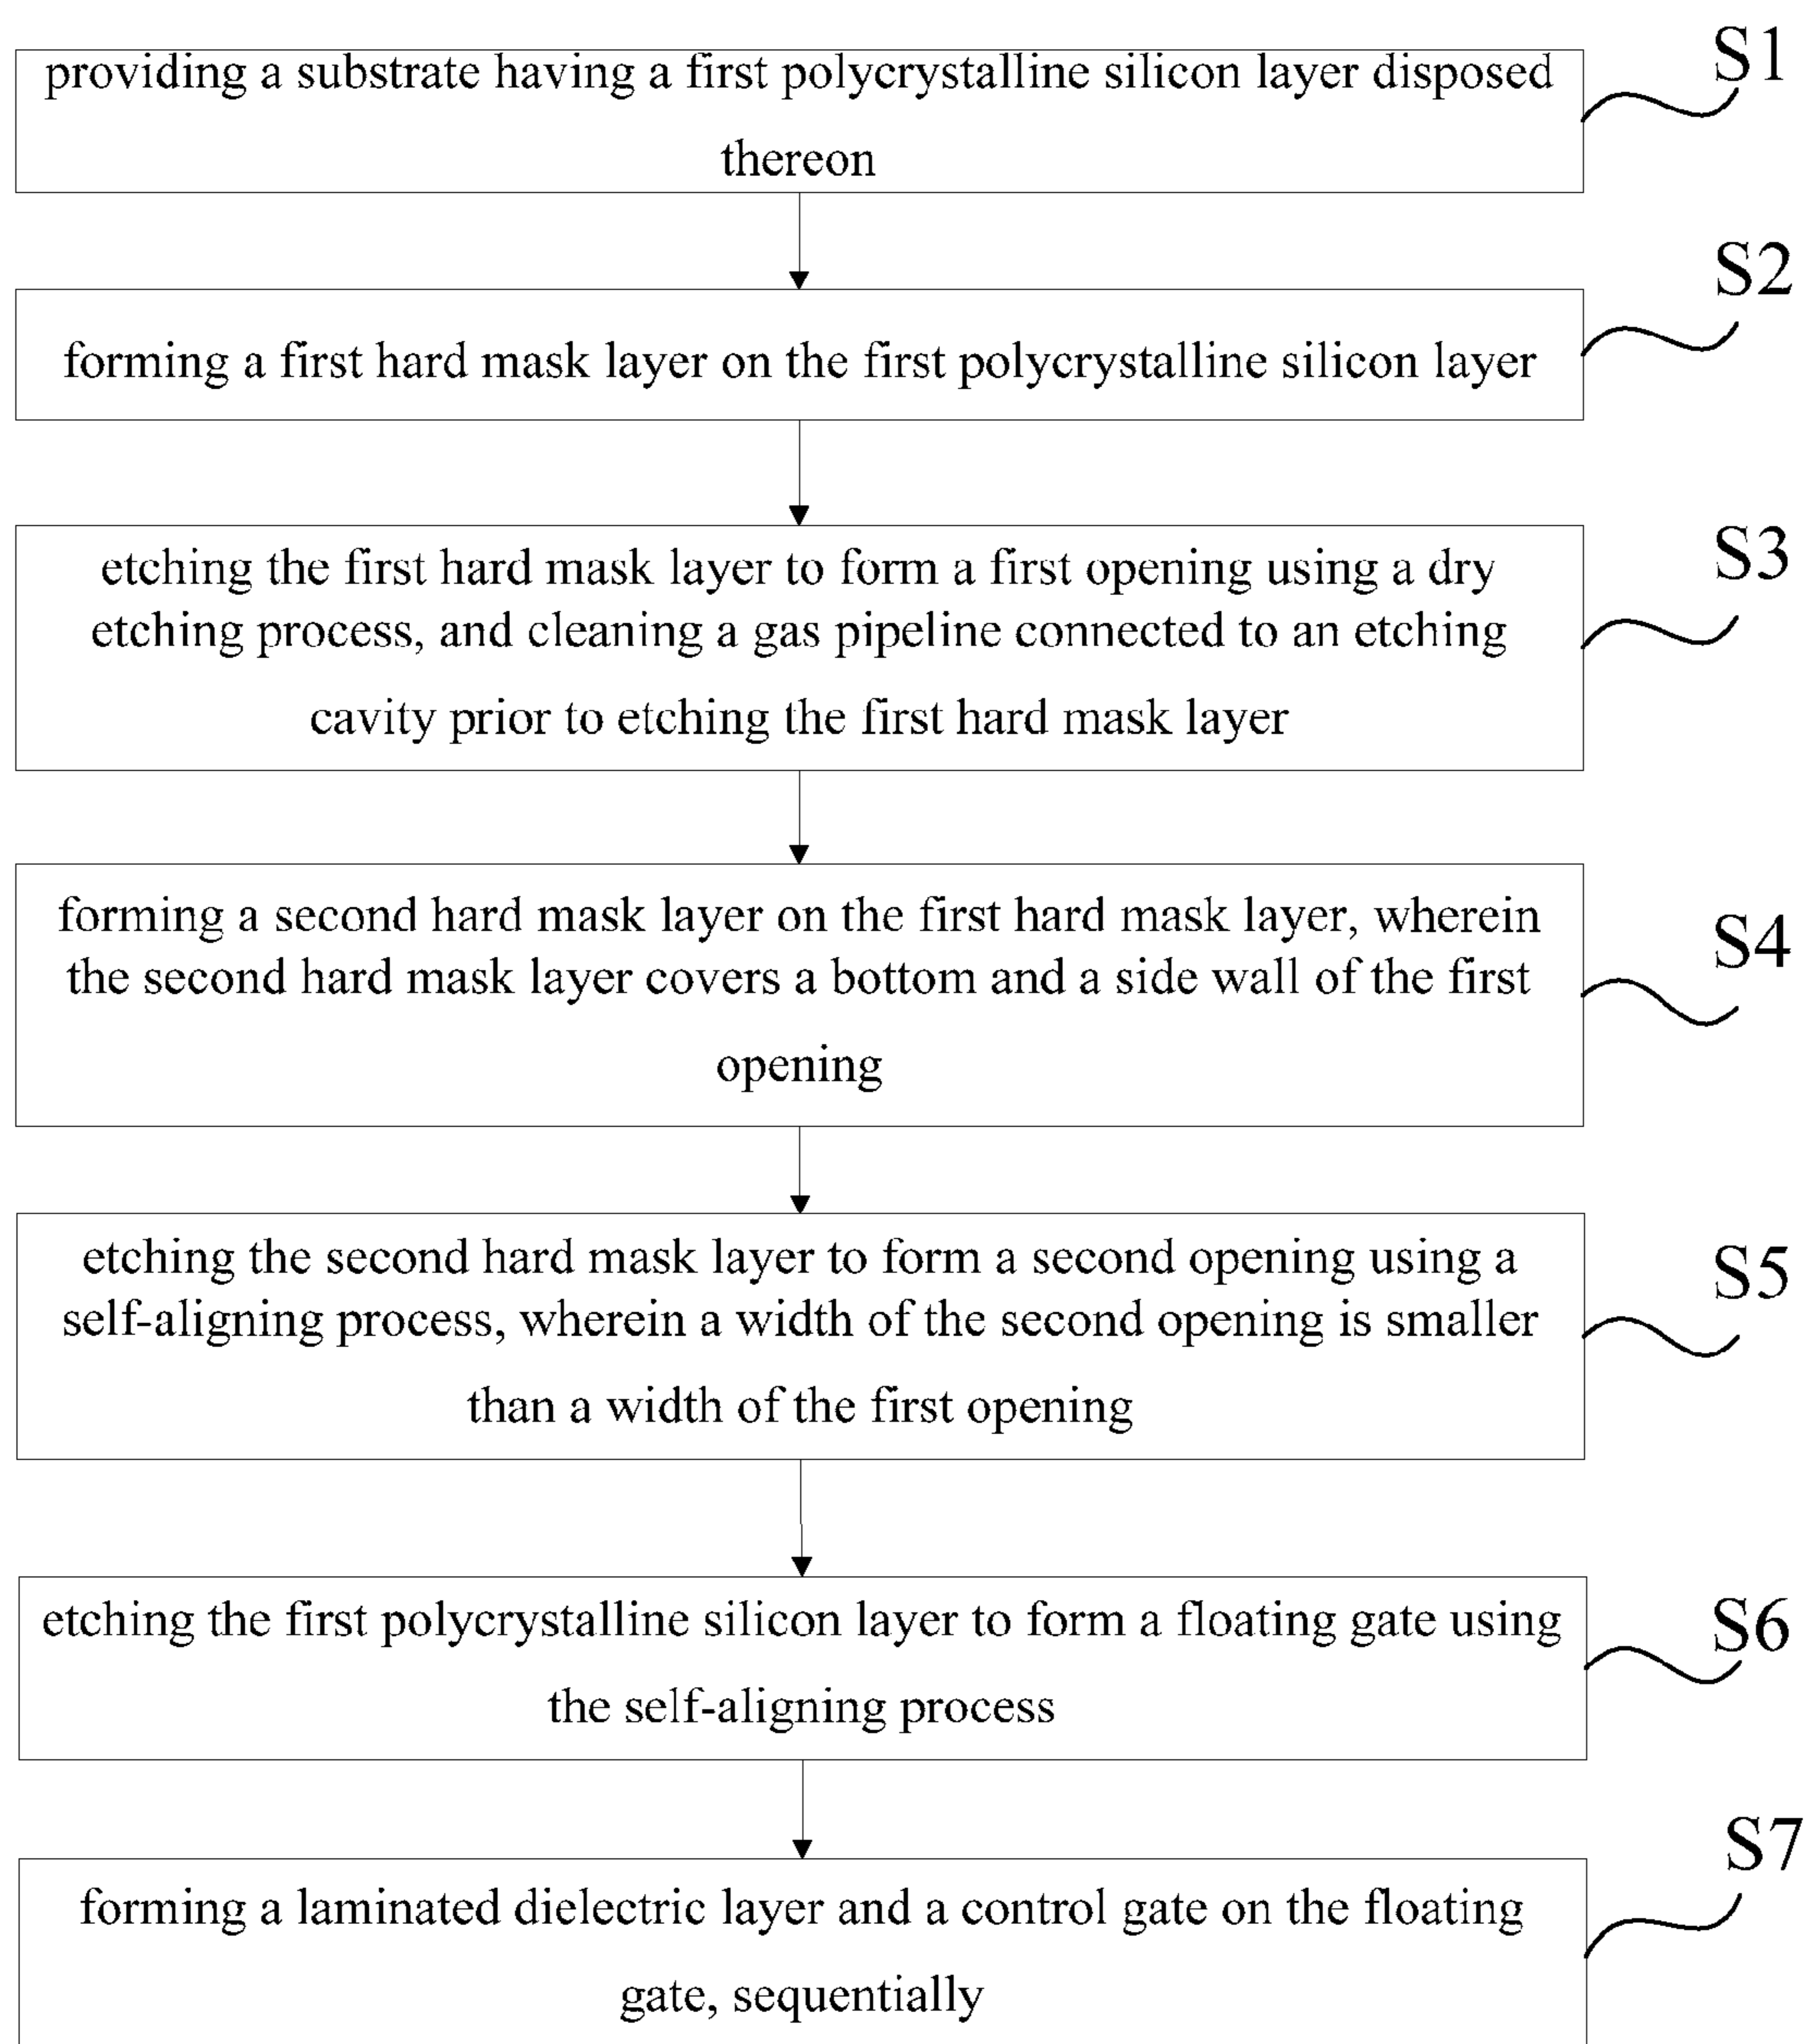 S1
providing a substrate having a first polycrystalline silicon layer disposed
thereon
S2
forming a first hard mask layer on the first polycrystalline silicon layer
S3
etching the first hard mask layer to form a first opening using a dry
etching process, and cleaning a gas pipeline connected to an etching
cavity prior to etching the first hard mask layer
S4
forming a second hard mask layer on the first hard mask layer, wherein
the second hard mask layer covers a bottom and a side wall of the first
opening
S5
etching the second hard mask layer to form a second opening using a
self-aligning process, wherein a width of the second opening is smaller
than a width of the first opening
S6
etching the first polycrystalline silicon layer to form a floating gate using
the self-aligning process
S7
forming a laminated dielectric layer and a control gate on the floating
gate, sequentially